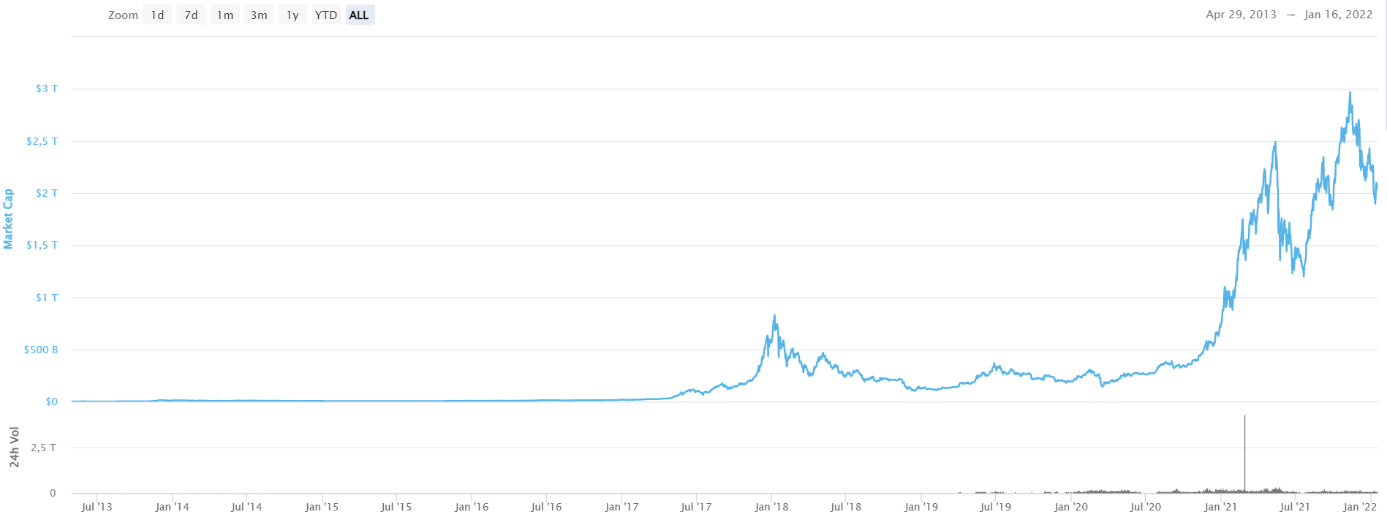 Zoom 1d 7d 1m 3m 1y YTD ALL Apr 29, 2013 → Jan 16, 2022
$3 T
$2,5 T
$2 T
$1,5 T
$1 T
$500 B
$0
Market Cap
2,5 T
0
24h Vol
Jul '13 Jan '14 Jul '14 Jan '15 Jul '15 Jan '16 Jul '16 Jan '17 Jul '17 Jan '18 Jul '18 Jan '19 Jul '19 Jan '20 Jul '20 Jan '21 Jul '21 Jan '22